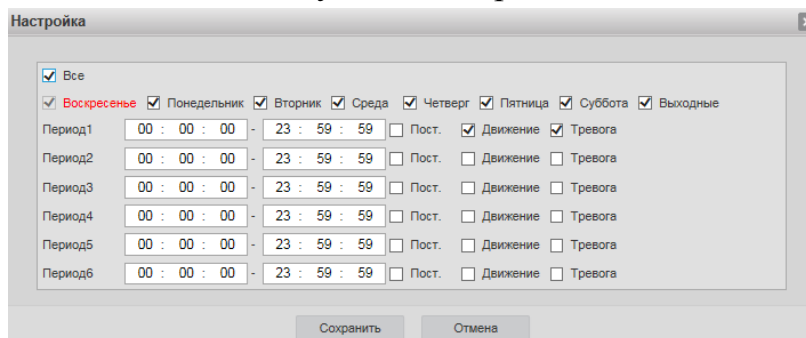 Настройка
Все
Воскресенье Понедельник Вторник Среда Четверг Пятница Суббота Выходные
Период1 00 : 00 : 00 - 23 : 59 : 59 Пост. Движение Тревога
Период2 00 : 00 : 00 - 23 : 59 : 59 Пост. Движение Тревога
Период3 00 : 00 : 00 - 23 : 59 : 59 Пост. Движение Тревога
Период4 00 : 00 : 00 - 23 : 59 : 59 Пост. Движение Тревога
Период5 00 : 00 : 00 - 23 : 59 : 59 Пост. Движение Тревога
Период6 00 : 00 : 00 - 23 : 59 : 59 Пост. Движение Тревога
Сохранить Отмена